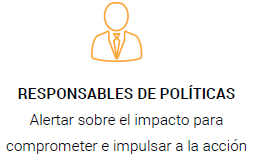 RESPONSABLES DE POLÍTICAS
Alertar sobre el impacto para
comprometer e impulsar a la acción